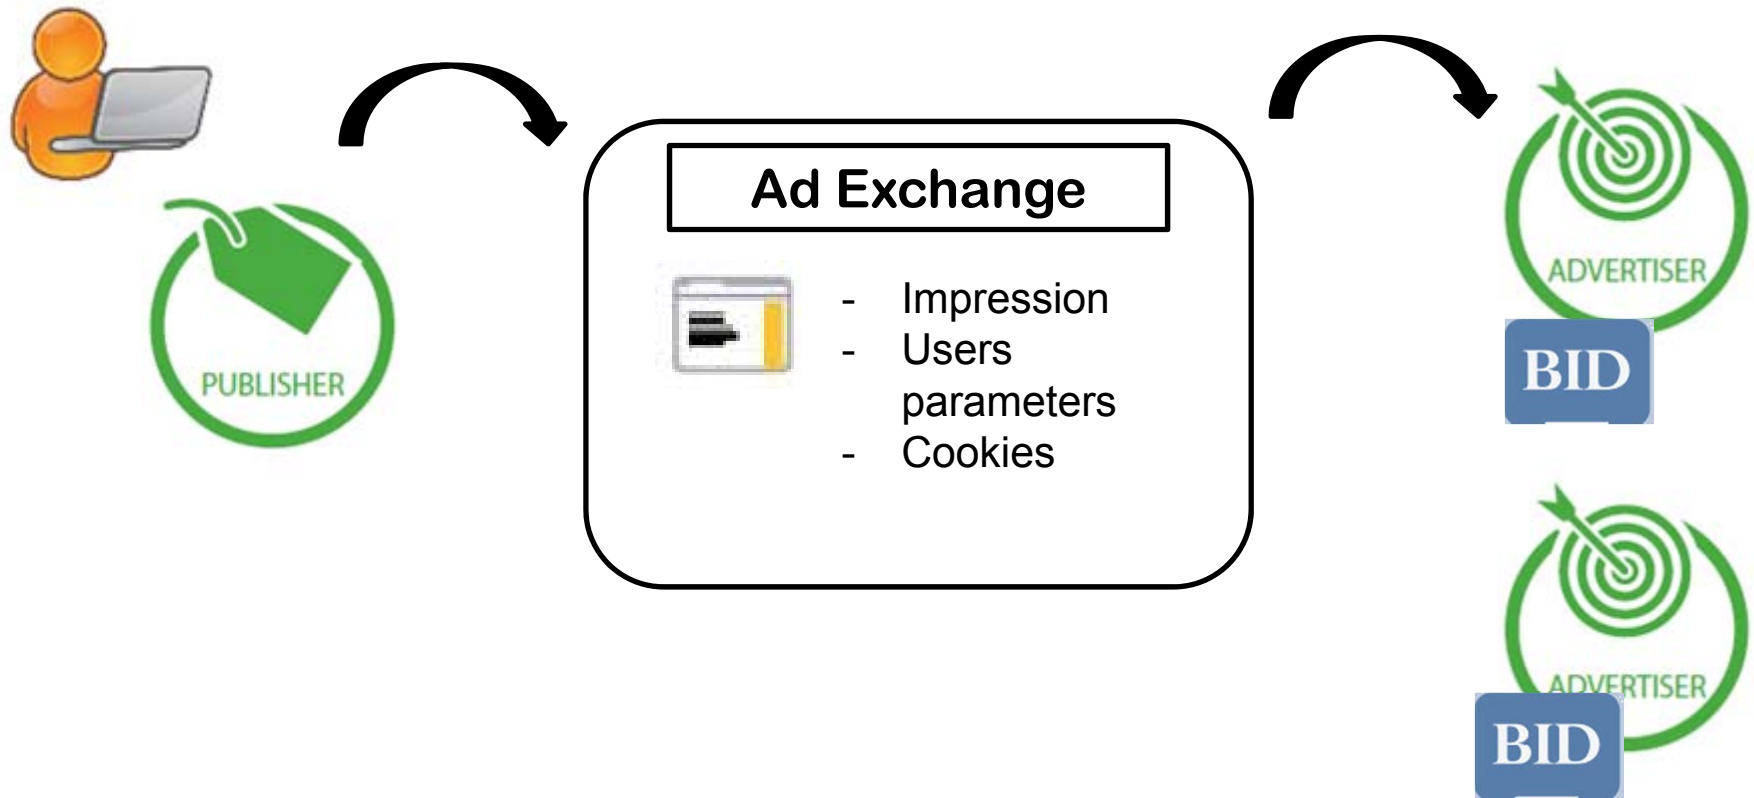 PUBLISHER
Ad Exchange
- Impression
- Users
parameters
- Cookies
ADVERTISER
BID
ADVERTISER
BID